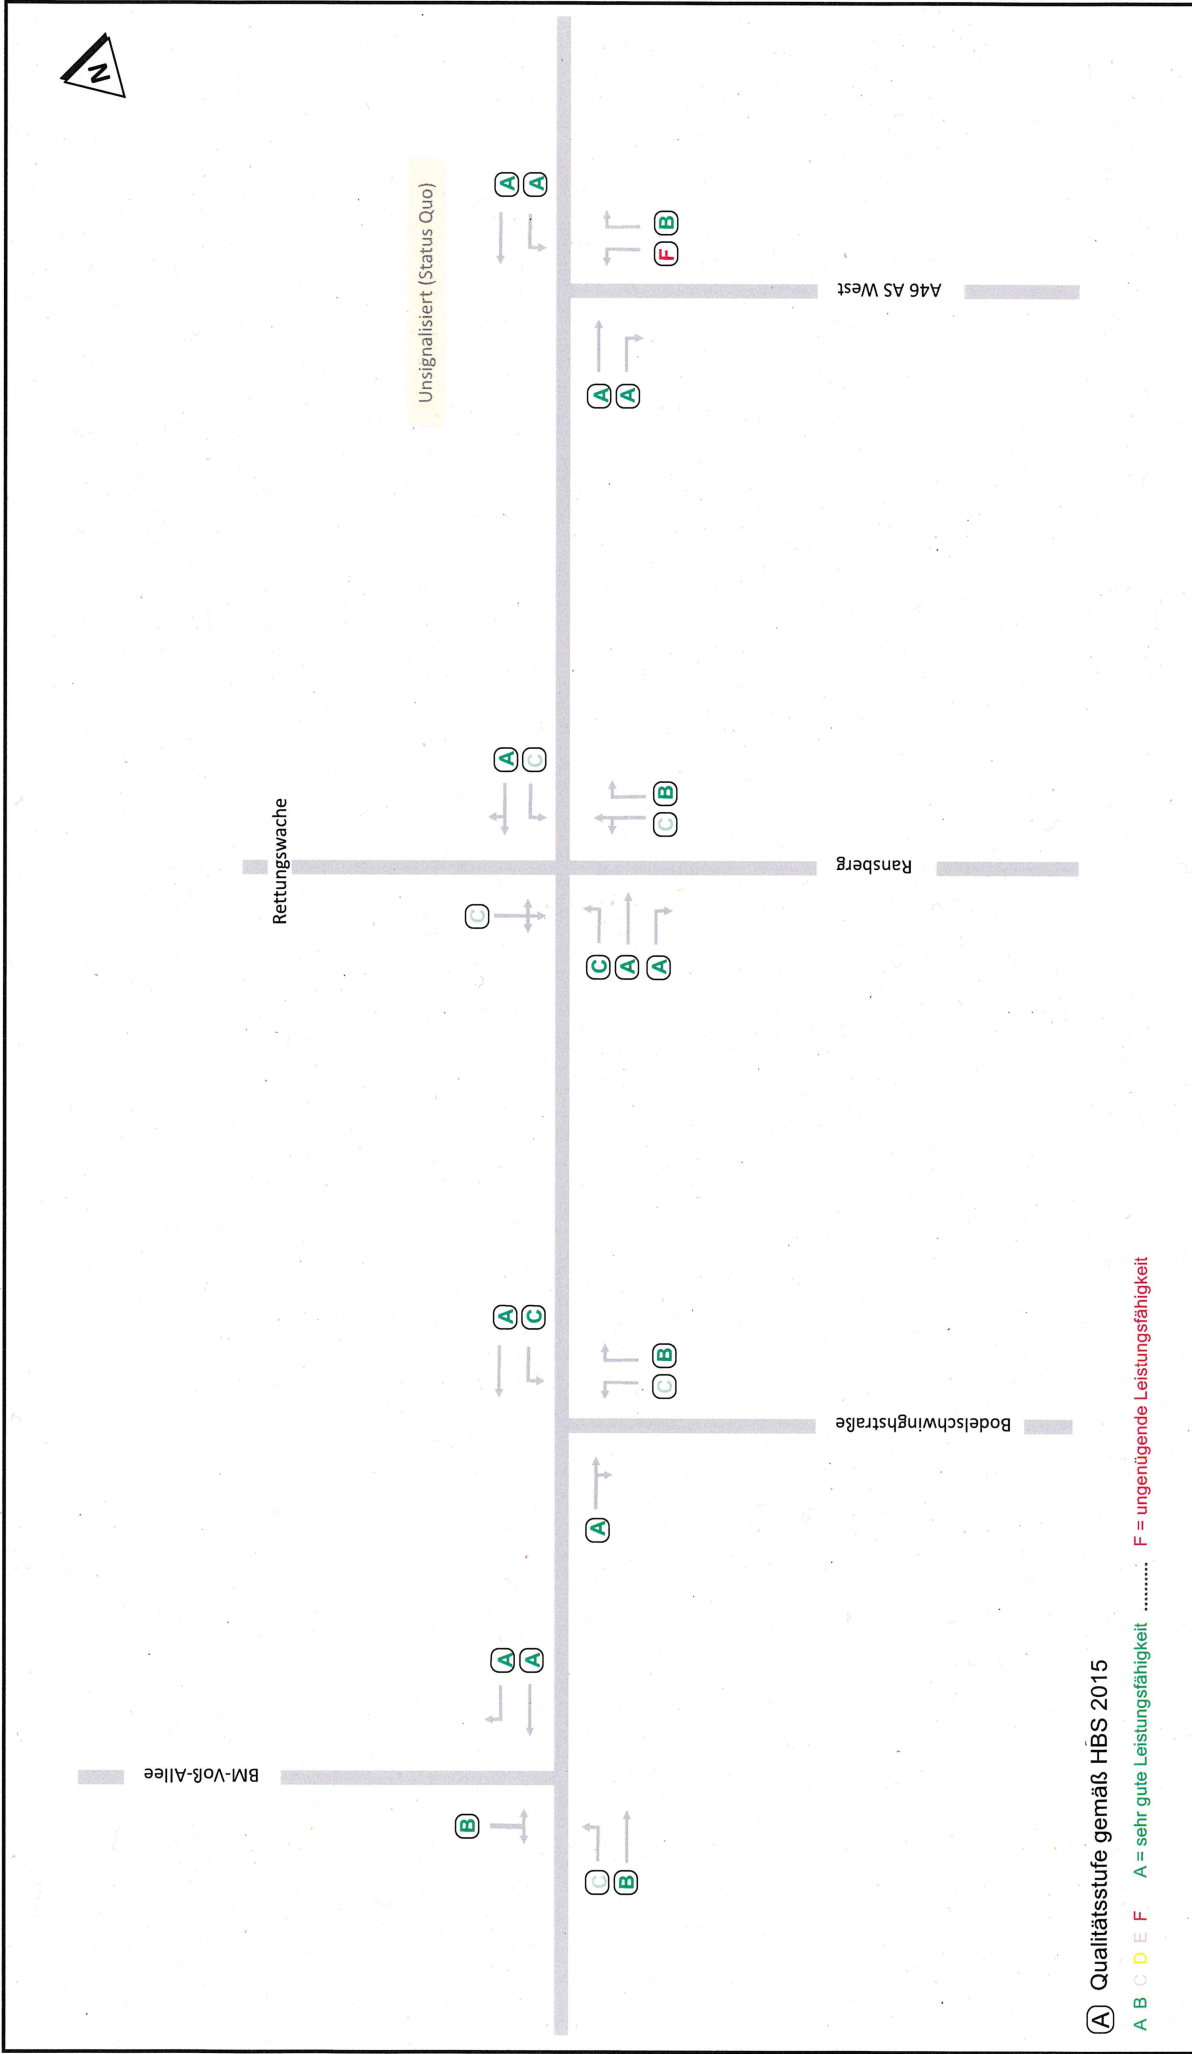 N
Unsignalisiert (Status Quo)
Rettungswache
BM-Voß-Allee
A
A
A
C
A
C
A
A
B
C
C
B
A
C
A
A
C
B
C
B
A
A
F
B
A
A
Bodelschwinghstraße
Ransberg
A46 AS West
A Qualitätsstufe gemäß HBS 2015
A B C D E F A = sehr gute Leistungsfähigkeit .......... F = ungenügende Leistungsfähigkeit